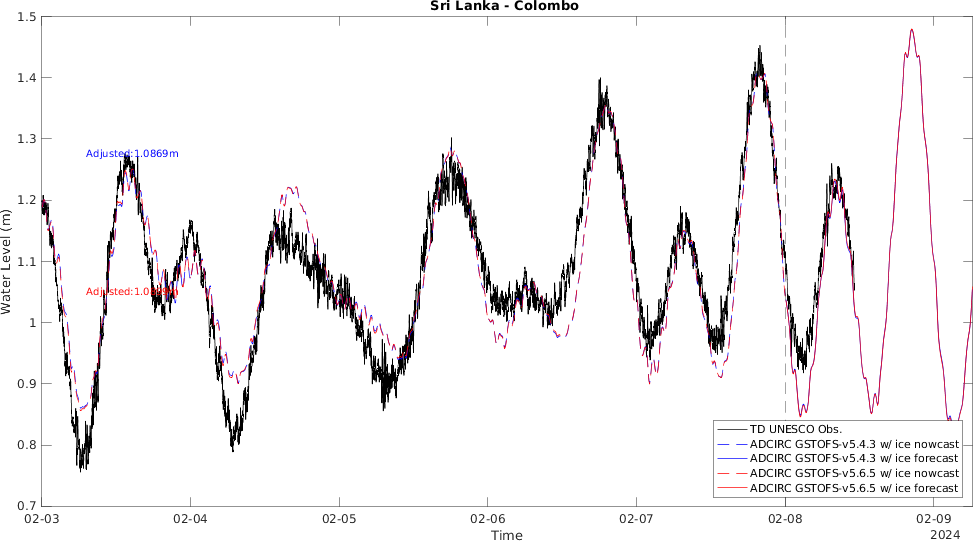 Sri Lanka - Colombo
1.5
1.4
1.3
1.2
1.1
1
0.9
0.8
0.7
Water Level (m)
Adjusted:1.0869m
Adjusted:1.0
TD UNESCO Obs.
ADCIRC GSTOFS-v5.4.3 w/ ice nowcast
ADCIRC GSTOFS-v5.4.3 w/ ice forecast
ADCIRC GSTOFS-v5.6.5 w/ ice nowcast
ADCIRC GSTOFS-v5.6.5 w/ ice forecast
02-03 02-04 02-05 02-06 02-07 02-08 02-09
Time
2024